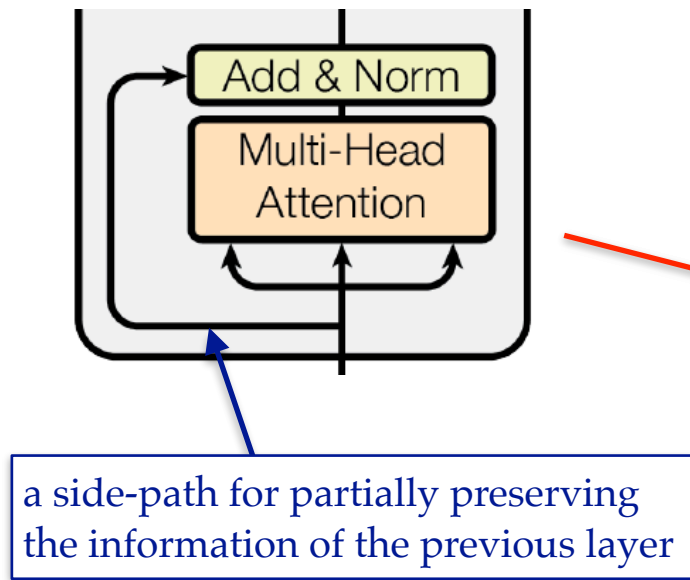 Add & Norm
Multi-Head
Attention
a side-path for partially preserving
the information of the previous layer